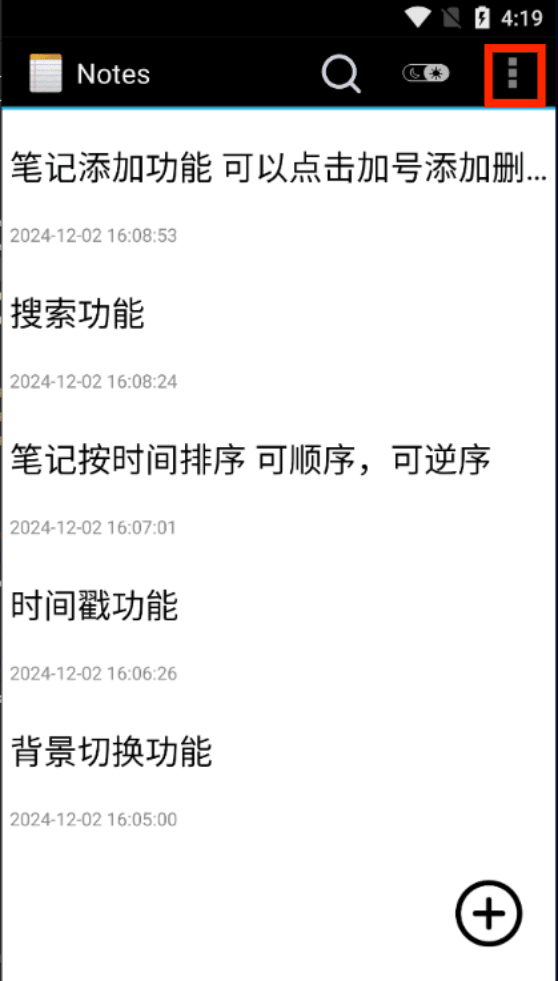 4:19
Notes
笔记添加功能 可以点击加号添加删...
2024-12-02 16:08:53
搜索功能
2024-12-02 16:08:24
笔记按时间排序 可顺序，可逆序
2024-12-02 16:07:01
时间戳功能
2024-12-02 16:06:26
背景切换功能
2024-12-02 16:05:00